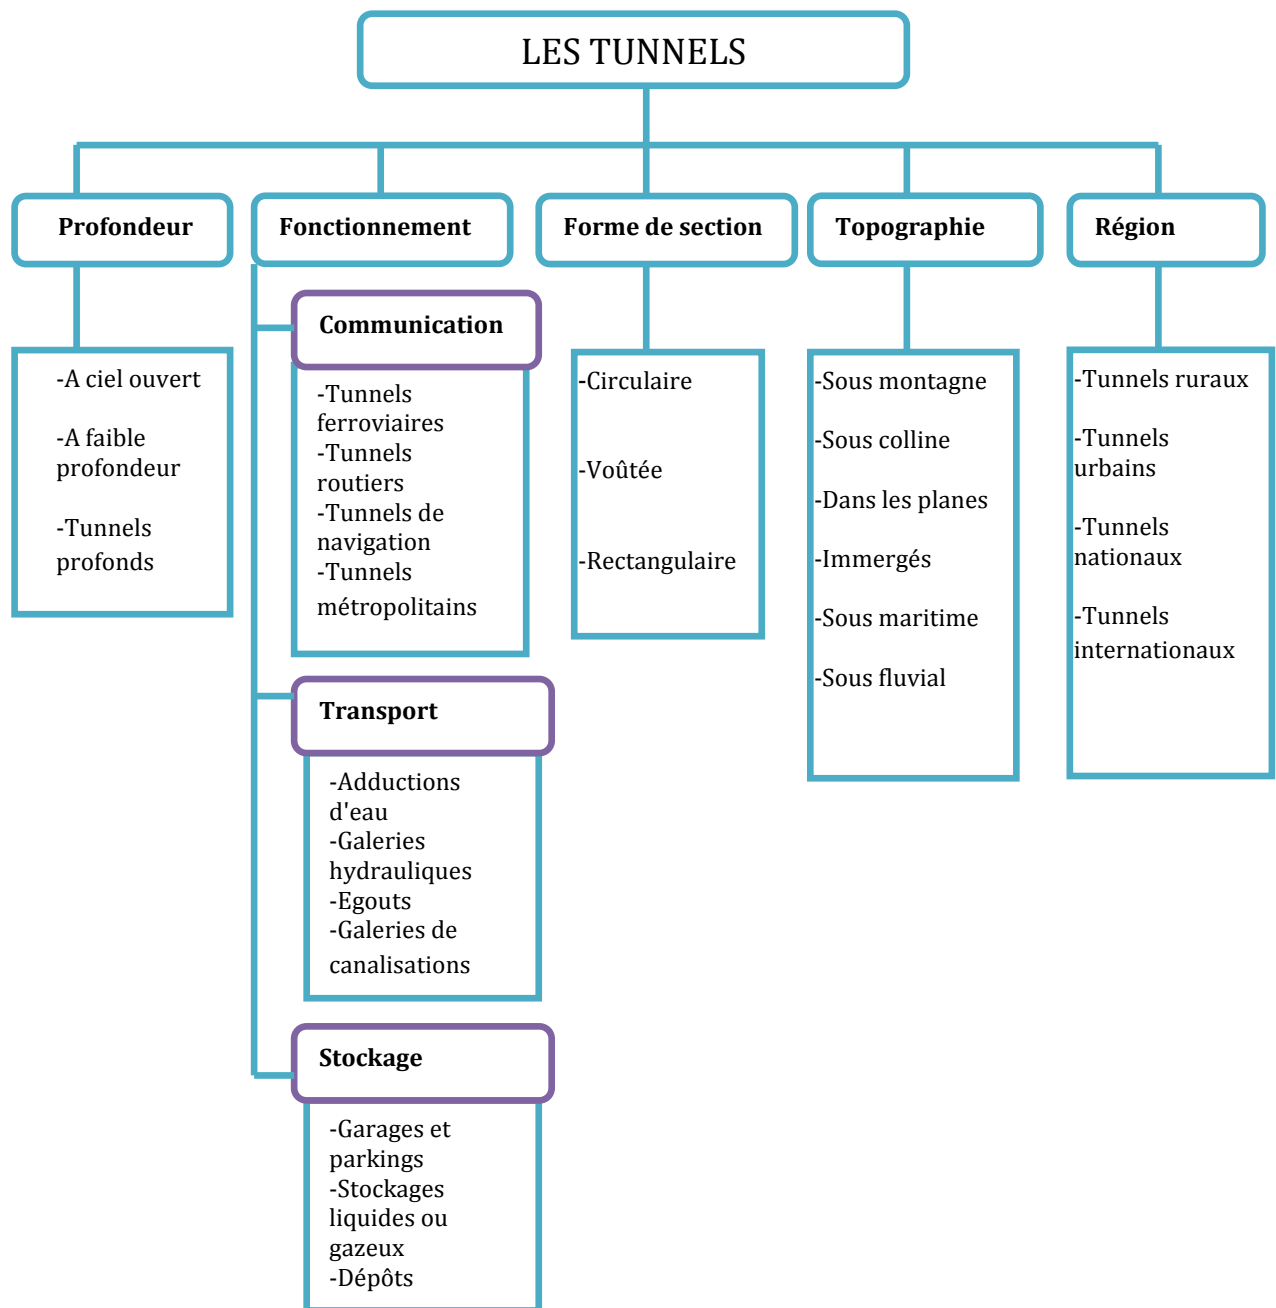 LES TUNNELS
Profondeur
-A ciel ouvert
-A faible
profondeur
-Tunnels
profonds
Fonctionnement
Communication
-Tunnels
ferroviaires
-Tunnels
routiers
-Tunnels de
navigation
-Tunnels
métropolitains
Transport
-Adductions
d'eau
-Galeries
hydrauliques
-Egouts
-Galeries de
canalisations
Stockage
-Garages et
parkings
-Stockages
liquides ou
gazeux
-Dépôts
Forme de section
-Circulaire
-Voûtée
-Rectangulaire
Topographie
-Sous montagne
-Sous colline
-Dans les planes
-Immergés
-Sous maritime
-Sous fluvial
Région
-Tunnels ruraux
-Tunnels
urbains
-Tunnels
nationaux
-Tunnels
internationaux